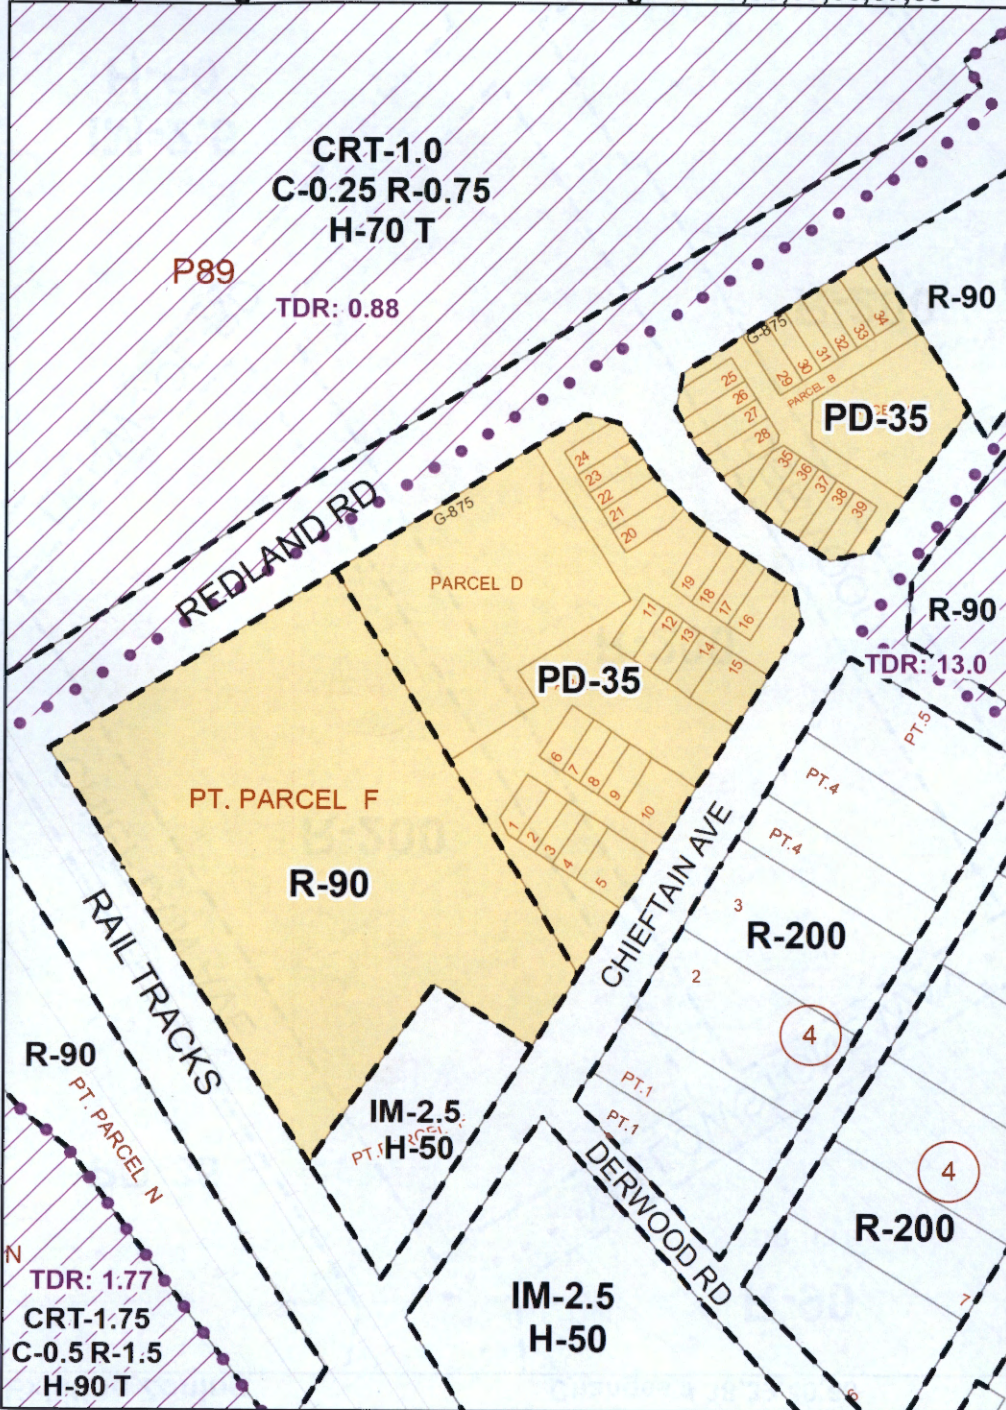 CRT-1.0
C-0.25 R-0.75
H-70 T
P89
TDR: 0.88
R-90
G-875
34
33
32
31
30
29
PARCEL B
25
26
27
28
PD-35
35
36
37
38
39
REDLAND RD
G-875
24
23
22
21
20
PARCEL D
19
18
17
16
11
12
13
14
15
R-90
TDR: 13.0
PD-35
PT.5
PT.4
PT.4
6
7
8
9
10
1
2
3
4
5
PT. PARCEL F
R-90
CHIEFTAIN AVE
3
R-200
2
4
RAIL TRACKS
R-90
PT. PARCEL N
IM-2.5
H-50
PT.1
PT.1
DERWOOD RD
4
R-200
N
TDR: 1.77
CRT-1.75
C-0.5 R-1.5
H-90 T
IM-2.5
H-50
7
6